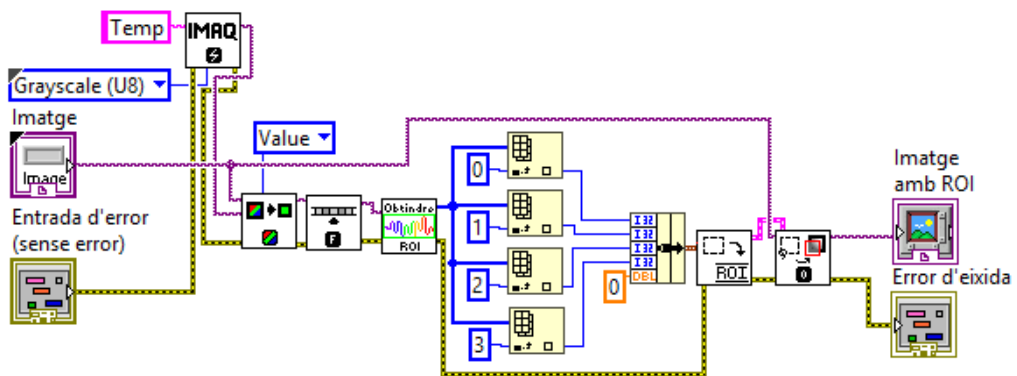 Temp
IMAQ
Grayscale (U8)
Imatge
Image
Value
Entrada d'error
(sense error)
F
Obtindre
ROI
0
1
2
3
I32
I32
I32
I32
DBL
0
ROI
Imatge
amb ROI
Error d'eixida